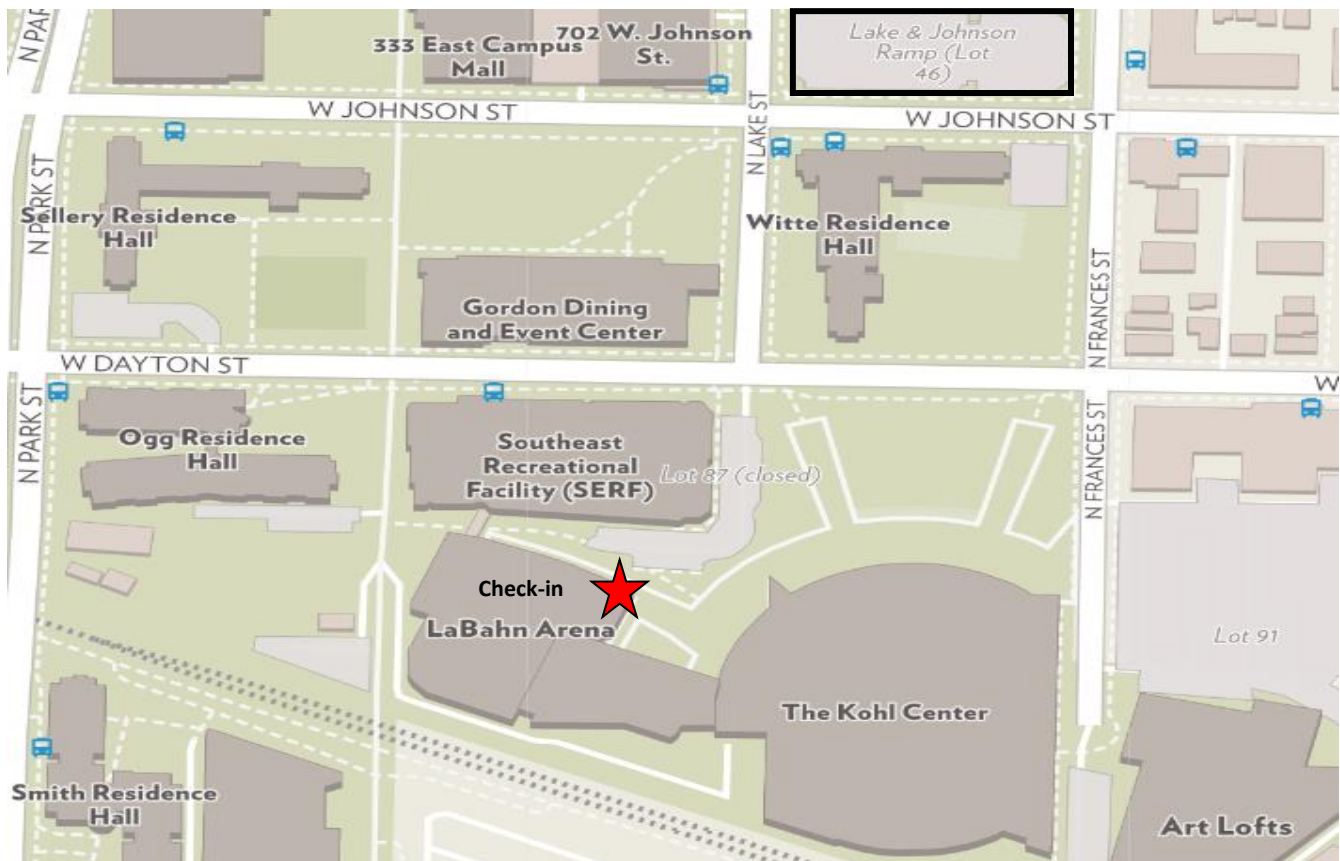 N PAR
333 East Campus
Mall
702 W. Johnson
St.
Lake & Johnson
Ramp (Lot
46)
W JOHNSON ST
W JOHNSON ST
N LAKE ST
N PARK ST
Sellery Residence
Hall
Witte Residence
Hall
Gordon Dining
and Event Center
N FRANCES ST
W DAYTON ST
W
N PARK ST
Ogg Residence
Hall
Southeast
Recreational
Facility (SERF)
Lot 87 (closed)
N FRANCES ST
Check-in
LaBahn Arena
Lot 91
The Kohl Center
Smith Residence
Hall
Art Lofts